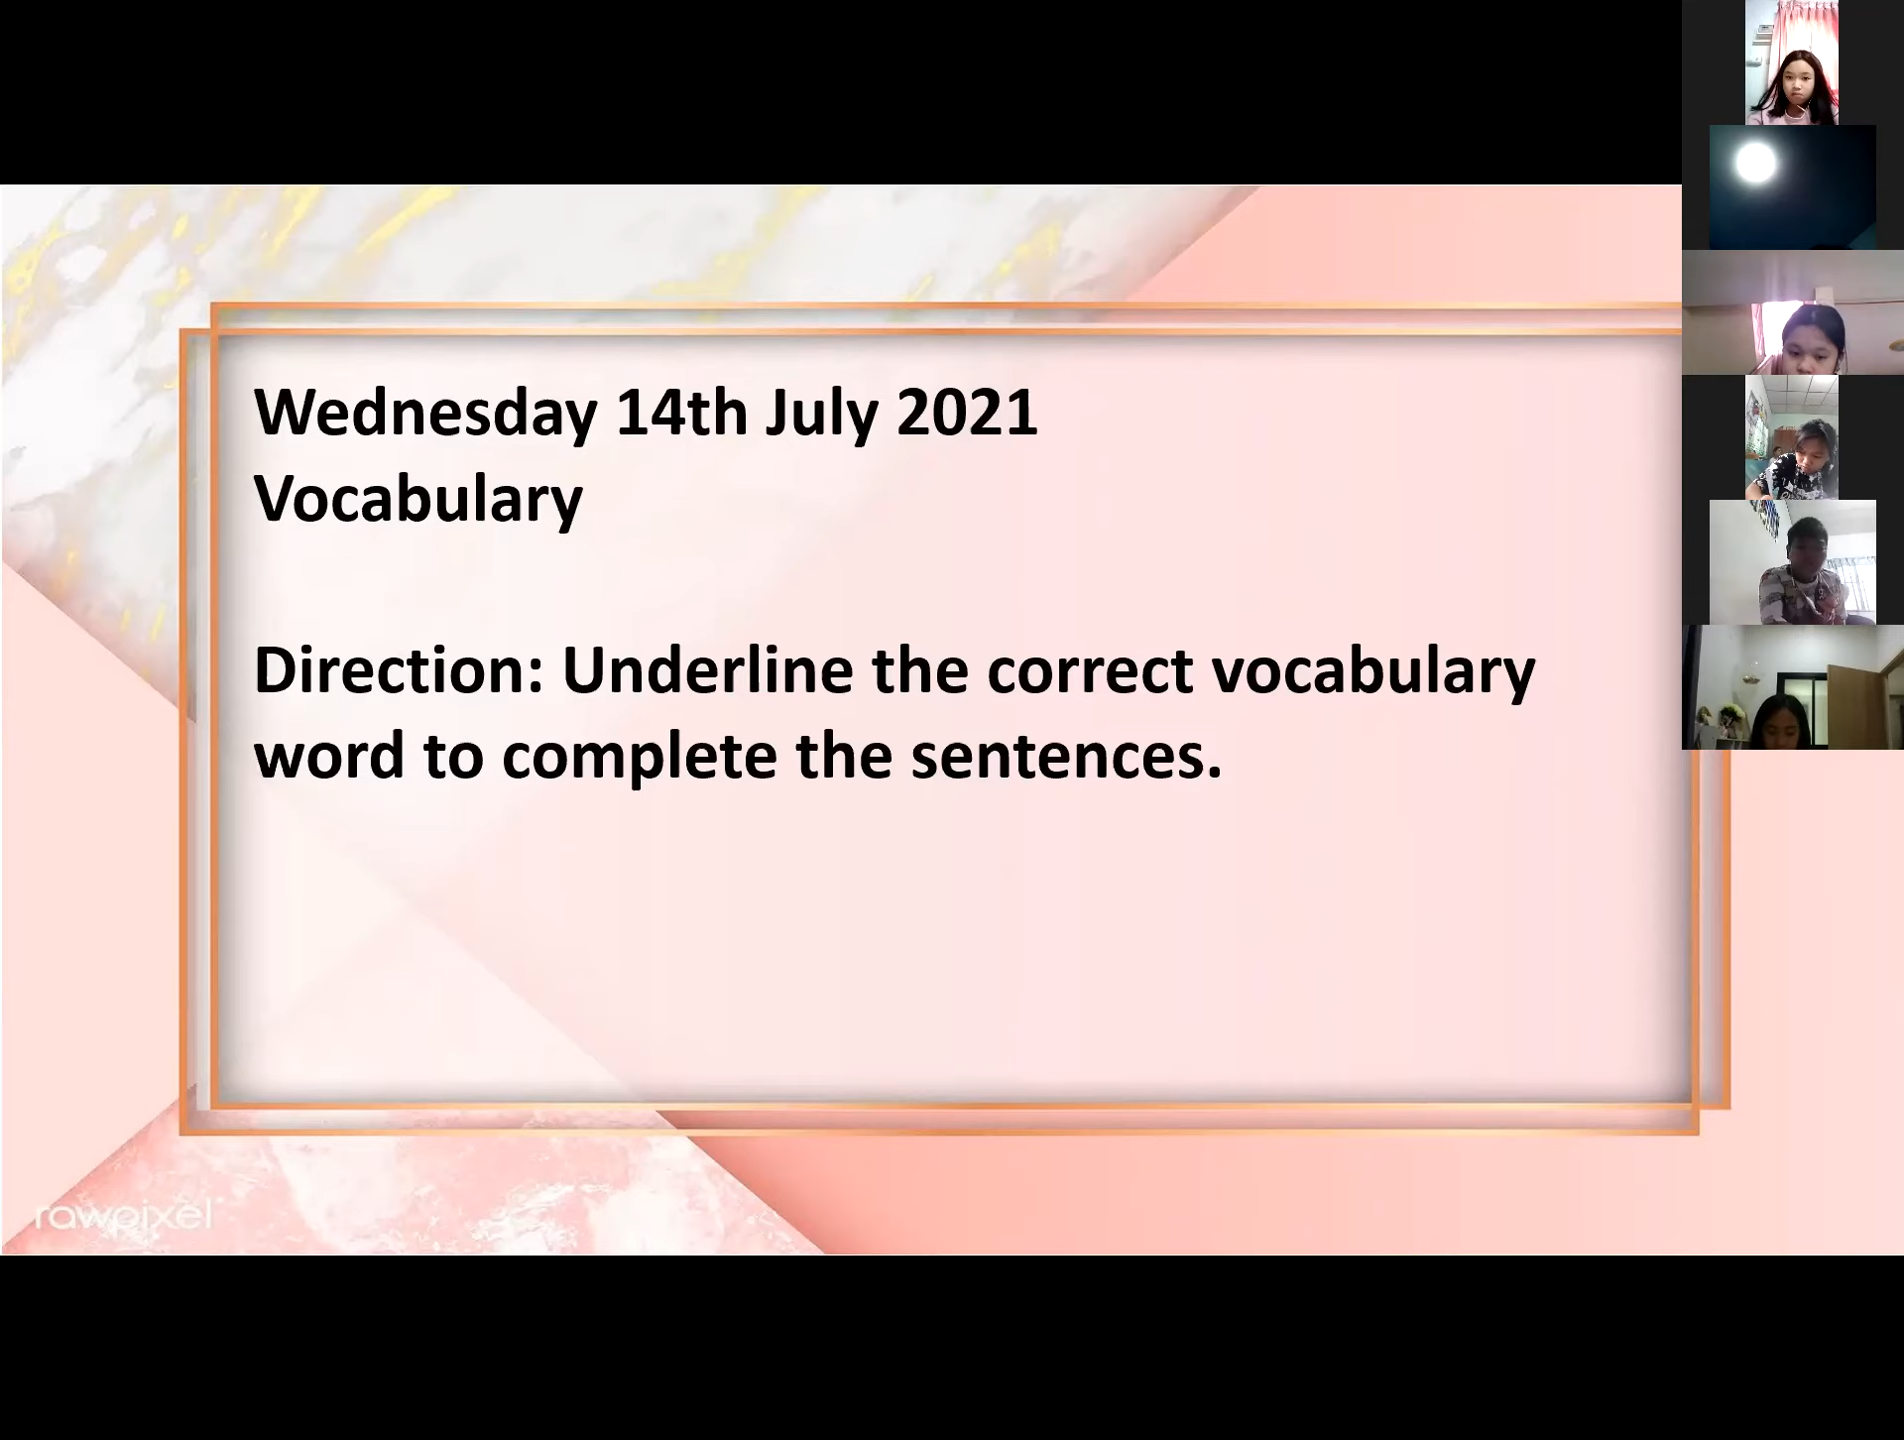 Wednesday 14th July 2021
Vocabulary
Direction: Underline the correct vocabulary
word to complete the sentences.
rawpixel